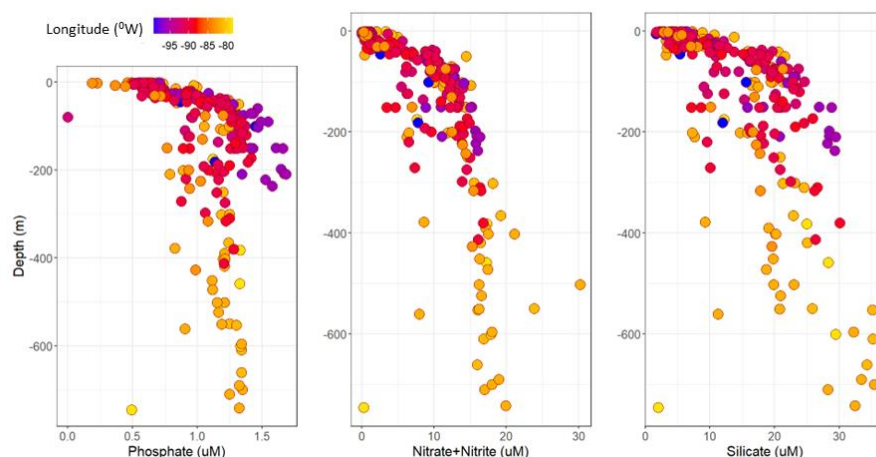 Longitude (⁰W)
-95 -90 -85 -80
0
-200
-400
-600
Depth (m)
0.0 0.5 1.0 1.5
Phosphate (uM)
0
-200
-400
-600
0 10 20 30
Nitrate+Nitrite (uM)
0
-200
-400
-600
0 10 20 30
Silicate (uM)